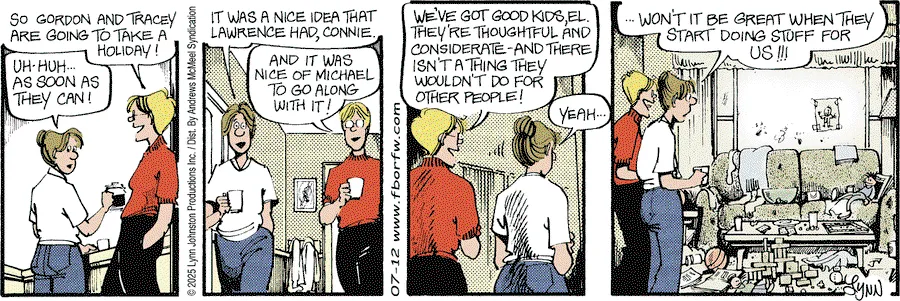 SO GORDON AND TRACEY
ARE GOING TO TAKE A
HOLIDAY!
UH-HUH...
AS SOON AS
THEY CAN!
© 2025 Lynn Johnston Productions Inc. / Dist. By Andrews McMeel Syndication
IT WAS A NICE IDEA THAT
LAWRENCE HAD, CONNIE.
AND IT WAS
NICE OF MICHAEL
TO GO ALONG
WITH IT!
07-12 www.fborfw.com
WE'VE GOT GOOD KIDS, EL.
THEY'RE THOUGHTFUL AND
CONSIDERATE-AND THERE
ISN'T A THING THEY
WOULDN'T DO FOR
OTHER PEOPLE!
YEAH...
...WON'T IT BE GREAT WHEN THEY
START DOING STUFF FOR
US!!!
LYNN